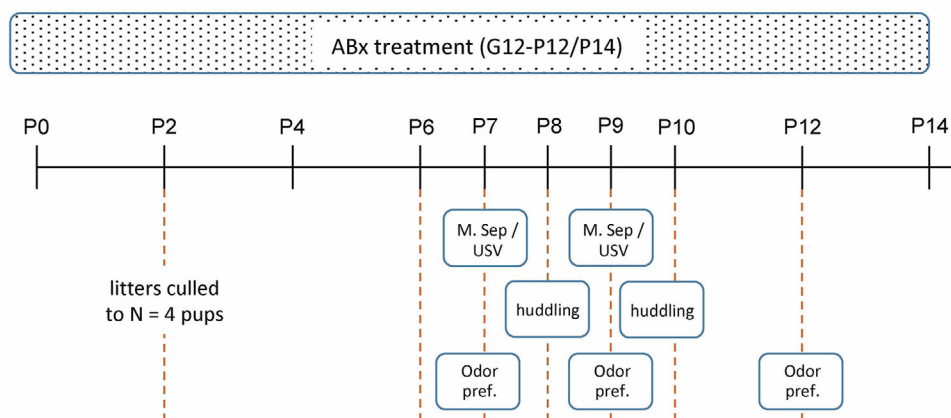 ABx treatment (G12-P12/P14)
P0 P2 P4 P6 P7 P8 P9 P10 P12 P14
M. Sep / USV
M. Sep / USV
litters culled
to N = 4 pups
huddling
huddling
Odor
pref.
Odor
pref.
Odor
pref.